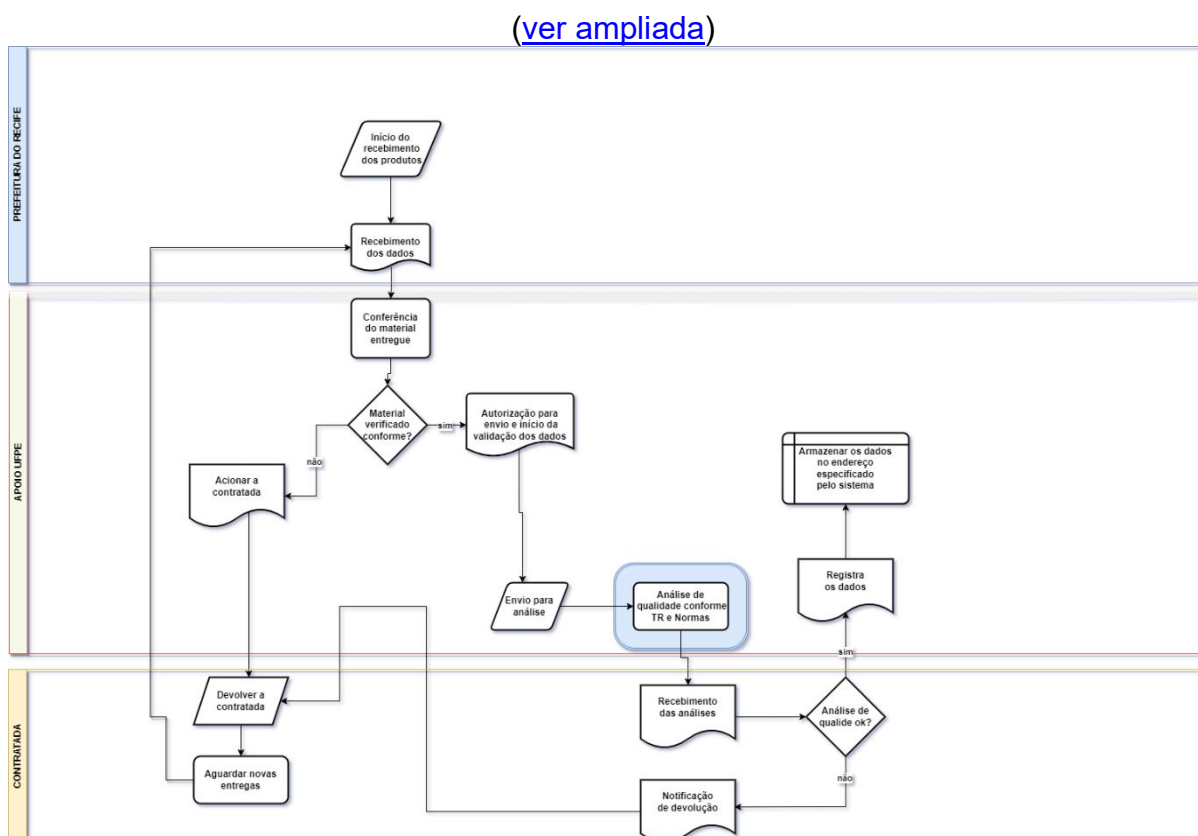 (ver ampliada)
PREFEITURA DO RECIFE
Início do
recebimento
dos produtos
Recebimento
dos dados
APOIO UFPE
Conferência
do material
entregue
Material
verificado
conforme?
sim
Autorização para
envio e início da
validação dos dados
não
Acionar a
contratada
Armazenar os dados
no endereço
especificado
pelo sistema
Envio para
análise
Análise de
qualidade conforme
TR e Normas
Registra
os dados
sim
CONTRATADA
Devolver a
contratada
Recebimento
das análises
Análise de
qualide ok?
Aguardar novas
entregas
não
Notificação
de devolução